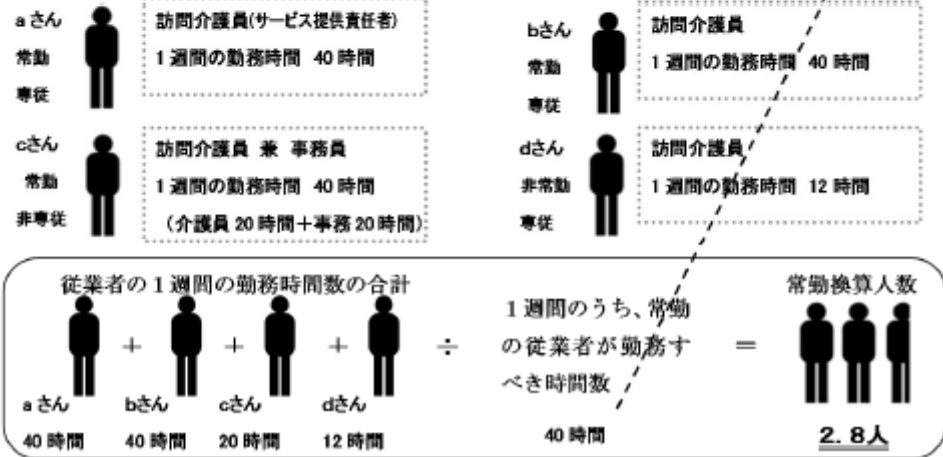 aさん
常勤
専従
訪問介護員(サービス提供責任者)
1週間の勤務時間 40時間
bさん
常勤
専従
訪問介護員
1週間の勤務時間 40時間
cさん
常勤
非専従
訪問介護員 兼 事務員
1週間の勤務時間 40時間
(介護員20時間+事務20時間)
dさん
非常勤
専従
訪問介護員
1週間の勤務時間 12時間
従業者の1週間の勤務時間数の合計
+ + + ÷
aさん bさん cさん dさん
40時間 40時間 20時間 12時間
1週間のうち、常勤
の従業者が勤務す
べき時間数
40時間
=
常勤換算人数
2.8人